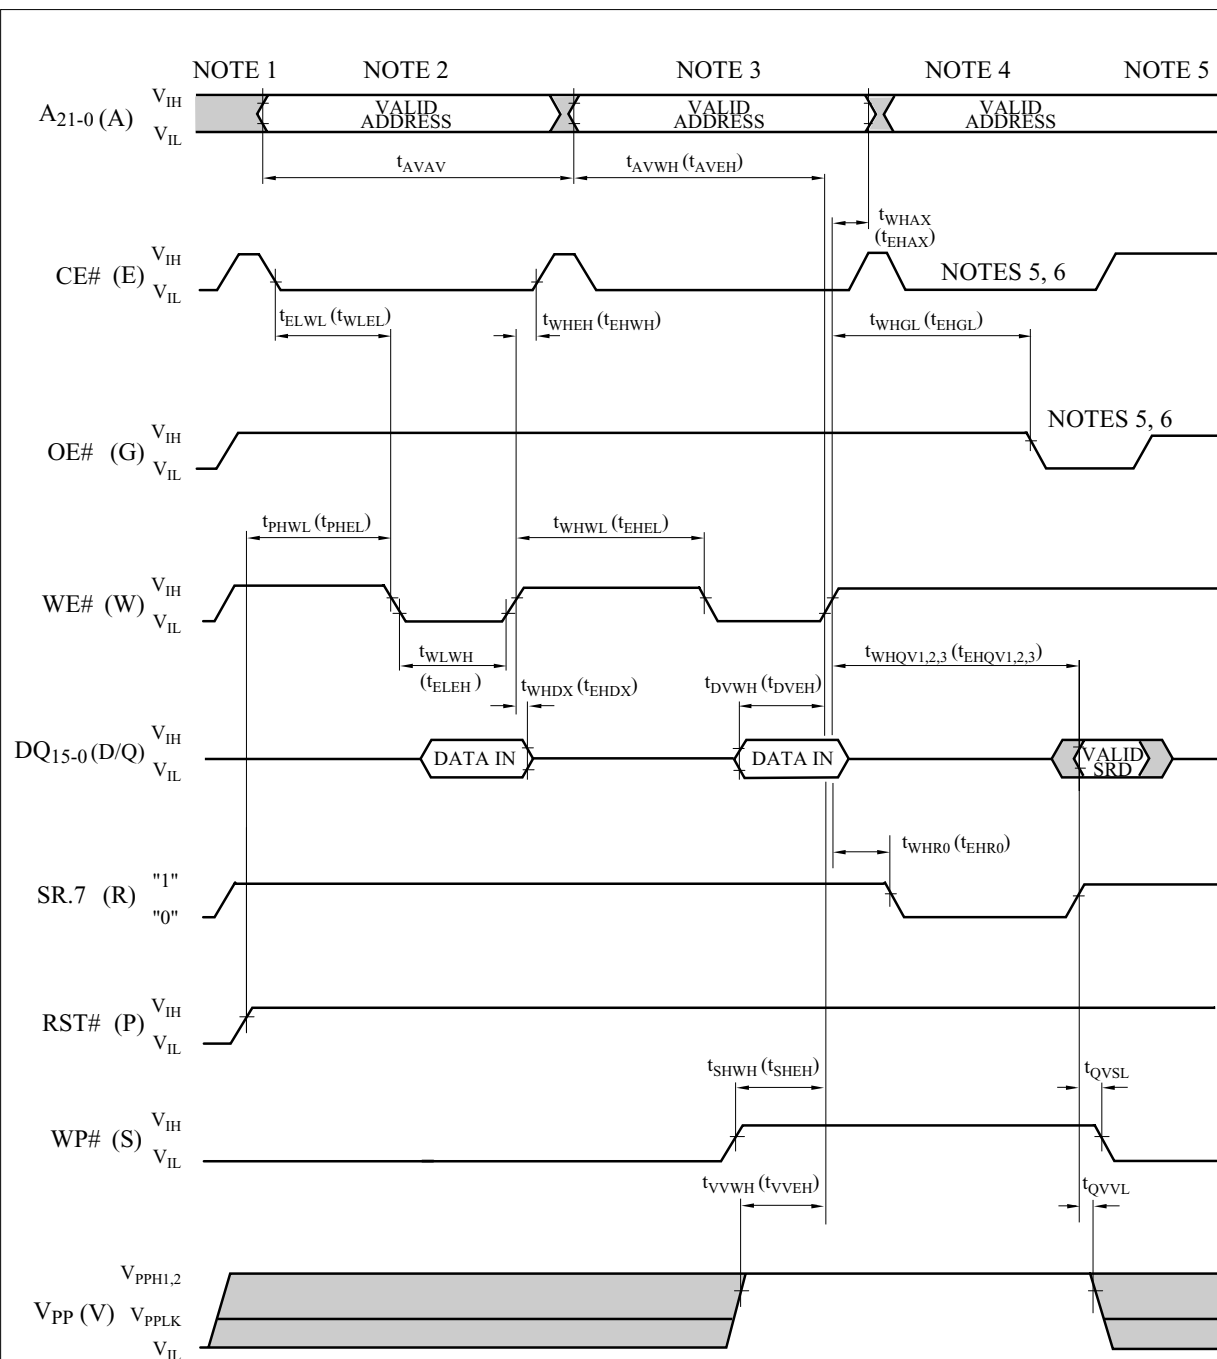 NOTE 1 NOTE 2 NOTE 3 NOTE 4 NOTE 5
A21-0 (A) VIH VIL VALID ADDRESS VALID ADDRESS VALID ADDRESS
tAVAV tAVWH (tAVEH)
tWHAX
(tEHAX)
CE# (E) VIH VIL NOTES 5, 6
tELWL (tWLEL) tWHEH (tEHWH) tWHGL (tEHGL)
OE# (G) VIH VIL NOTES 5, 6
tPHWL (tPHEL) tWHWL (tEHEL)
WE# (W) VIH VIL
tWLWH
(tELEH)
tWHDX (tEHDX) tDVWH (tDVEH) tWHQV1,2,3 (tEHQV1,2,3)
DQ15-0 (D/Q) VIH VIL DATA IN DATA IN VALID SRD
tWHR0 (tEHR0)
SR.7 (R) "1" "0"
RST# (P) VIH VIL
tSHWH (tSHEH) tQVSL
WP# (S) VIH VIL
tVVWH (tVVEH) tQVVL
VPP (V) VPPH1,2 VPPLK VIL